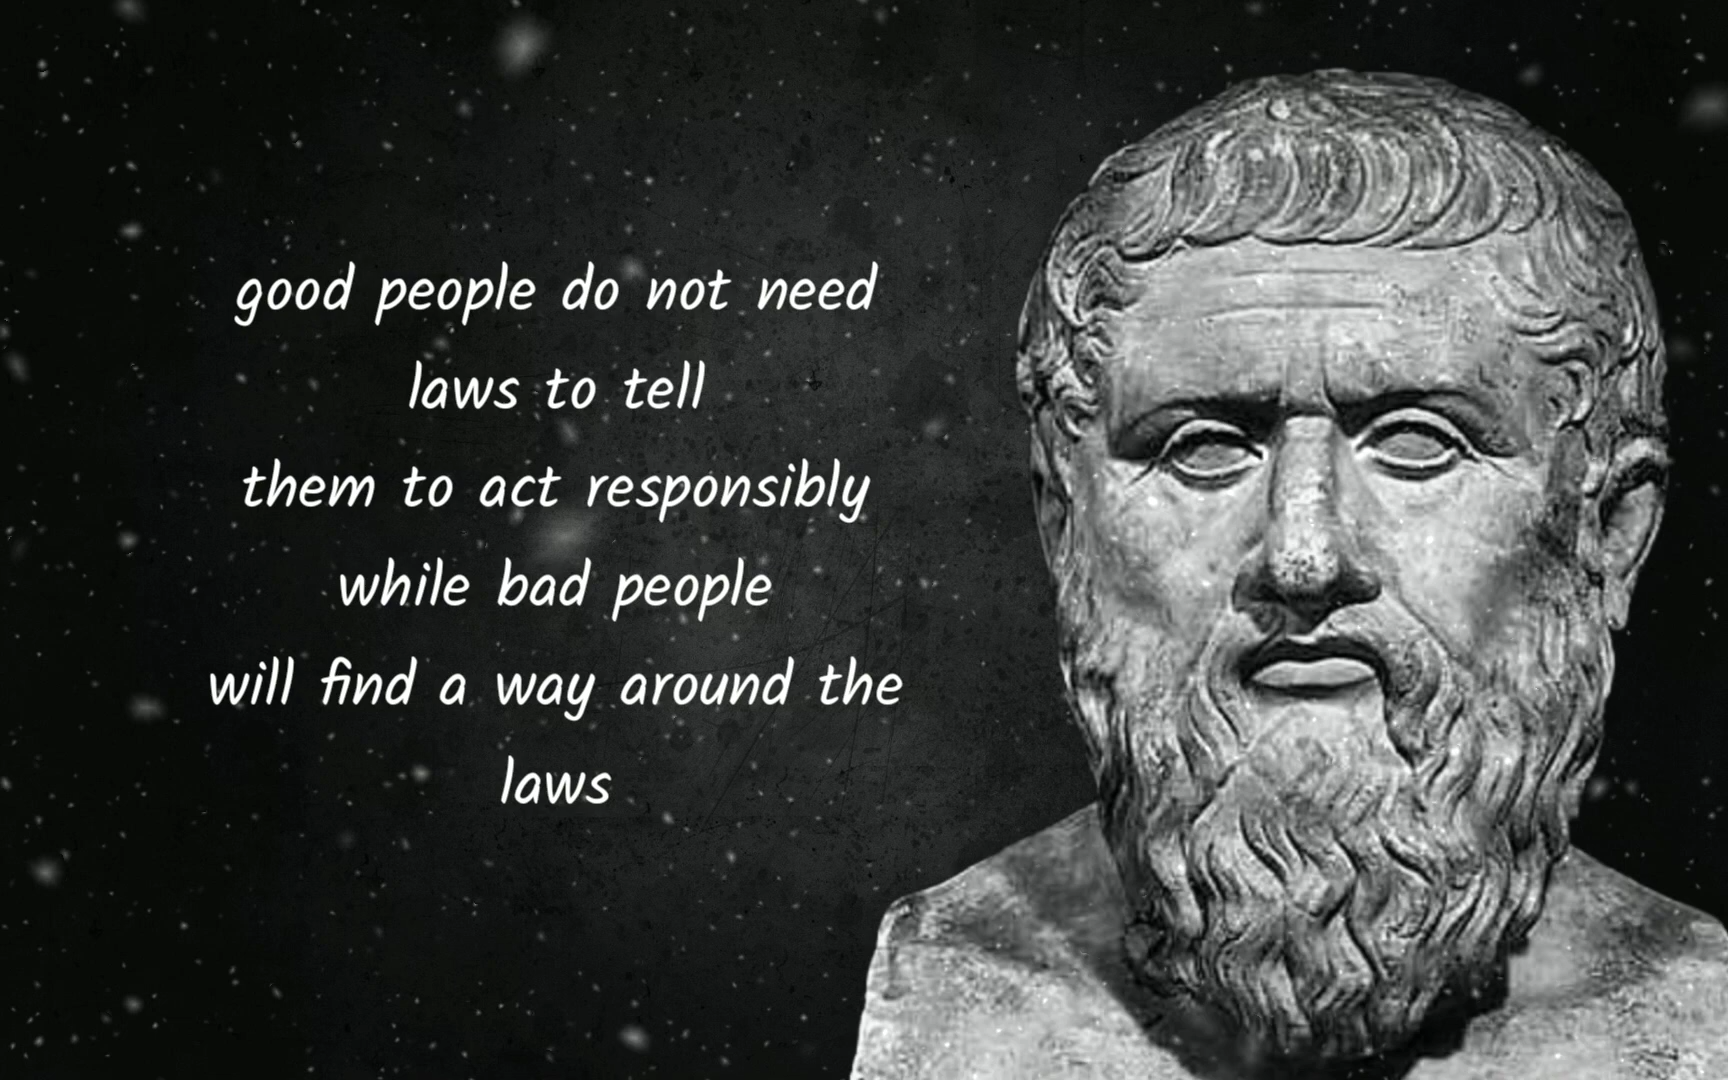 good people do not need
laws to tell
them to act responsibly
while bad people
will find a way around the
laws